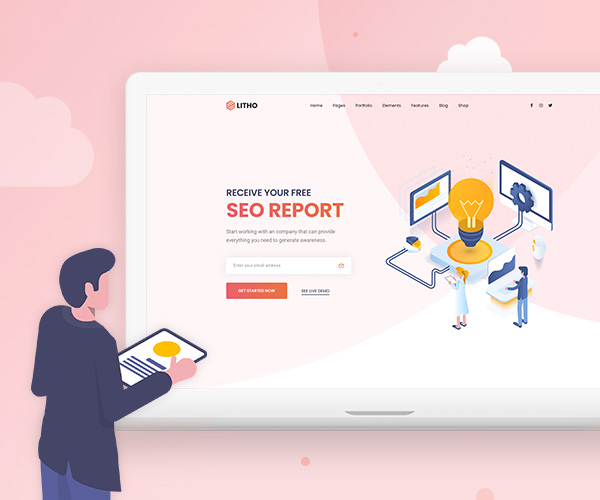 LITHO
Home Pages Portfolio Elements Features Blog Shop
RECEIVE YOUR FREE
SEO REPORT
Start working with an company that can provide
everything you need to generate awareness.
Enter your email address
GET STARTED NOW SEE LIVE DEMO